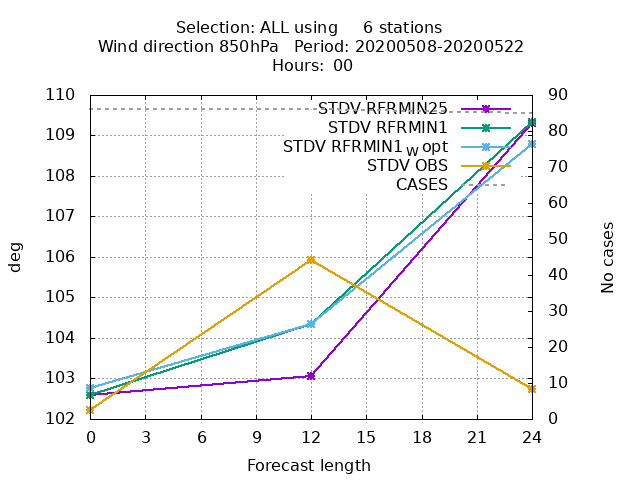 Selection: ALL using 6 stations
Wind direction 850hPa Period: 20200508-20200522
Hours: 00
110
109
108
107
106
105
104
103
102
deg
STDV RFRMIN25
STDV RFRMIN1
STDV RFRMIN1_W opt
STDV OBS
CASES
90
80
70
60
50
40
30
20
10
0
No cases
0 3 6 9 12 15 18 21 24
Forecast length